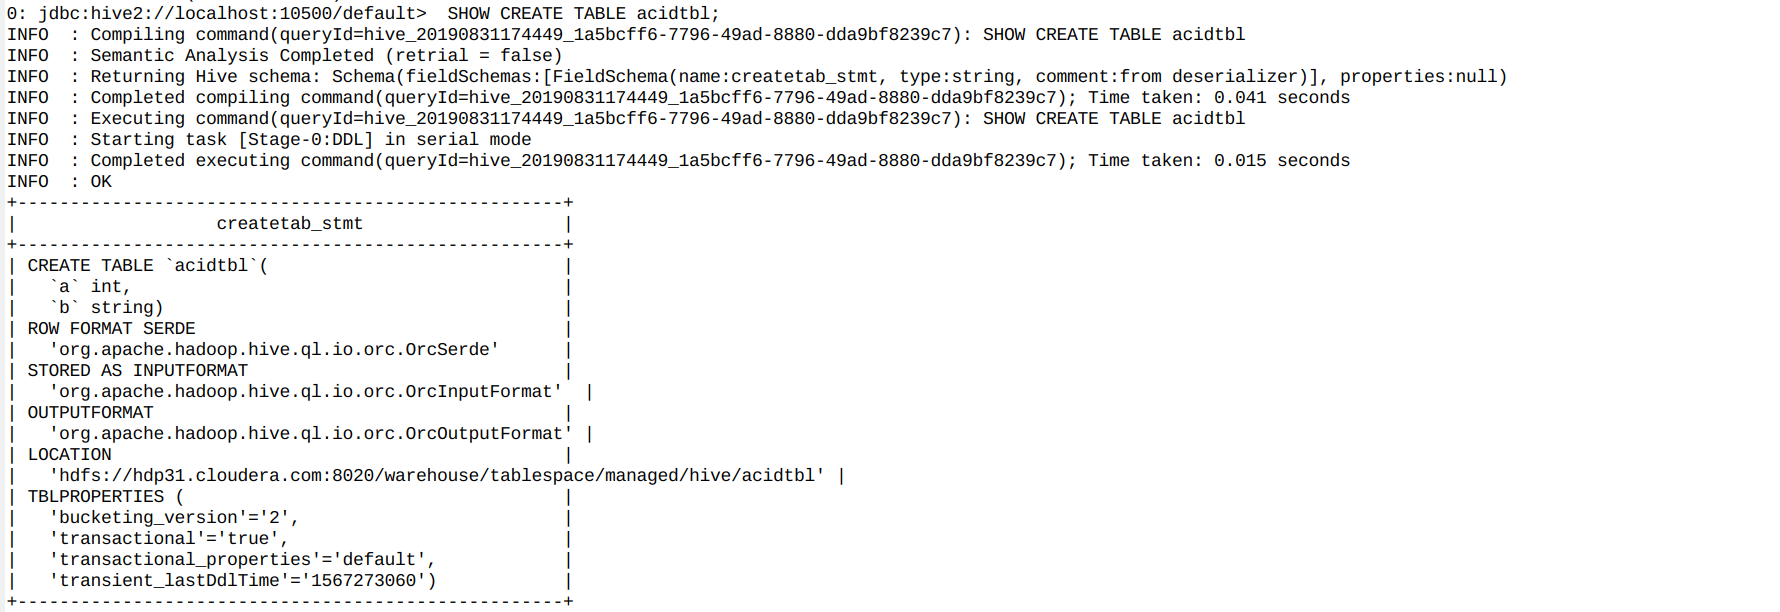 0: jdbc:hive2://localhost:10500/default>  SHOW CREATE TABLE acidtbl;
INFO  : Compiling command(queryId=hive_20190831174449_1a5bcff6-7796-49ad-8880-dda9bf8239c7): SHOW CREATE TABLE acidtbl
INFO  : Semantic Analysis Completed (retrial = false)
INFO  : Returning Hive schema: Schema(fieldSchemas:[FieldSchema(name:createtab_stmt, type:string, comment:from deserializer)], properties:null)
INFO  : Completed compiling command(queryId=hive_20190831174449_1a5bcff6-7796-49ad-8880-dda9bf8239c7); Time taken: 0.041 seconds
INFO  : Executing command(queryId=hive_20190831174449_1a5bcff6-7796-49ad-8880-dda9bf8239c7): SHOW CREATE TABLE acidtbl
INFO  : Starting task [Stage-0:DDL] in serial mode
INFO  : Completed executing command(queryId=hive_20190831174449_1a5bcff6-7796-49ad-8880-dda9bf8239c7); Time taken: 0.015 seconds
INFO  : OK
+----------------------------------------------------+
|                   createtab_stmt                   |
+----------------------------------------------------+
| CREATE TABLE `acidtbl`(                            |
|   `a` int,                                         |
|   `b` string)                                      |
| ROW FORMAT SERDE                                   |
|   'org.apache.hadoop.hive.ql.io.orc.OrcSerde'      |
| STORED AS INPUTFORMAT                              |
|   'org.apache.hadoop.hive.ql.io.orc.OrcInputFormat'  |
| OUTPUTFORMAT                                       |
|   'org.apache.hadoop.hive.ql.io.orc.OrcOutputFormat' |
| LOCATION                                           |
|   'hdfs://hdp31.cloudera.com:8020/warehouse/tablespace/managed/hive/acidtbl' |
| TBLPROPERTIES (                                    |
|   'bucketing_version'='2',                         |
|   'transactional'='true',                          |
|   'transactional_properties'='default',            |
|   'transient_lastDdlTime'='1567273060')            |
+----------------------------------------------------+